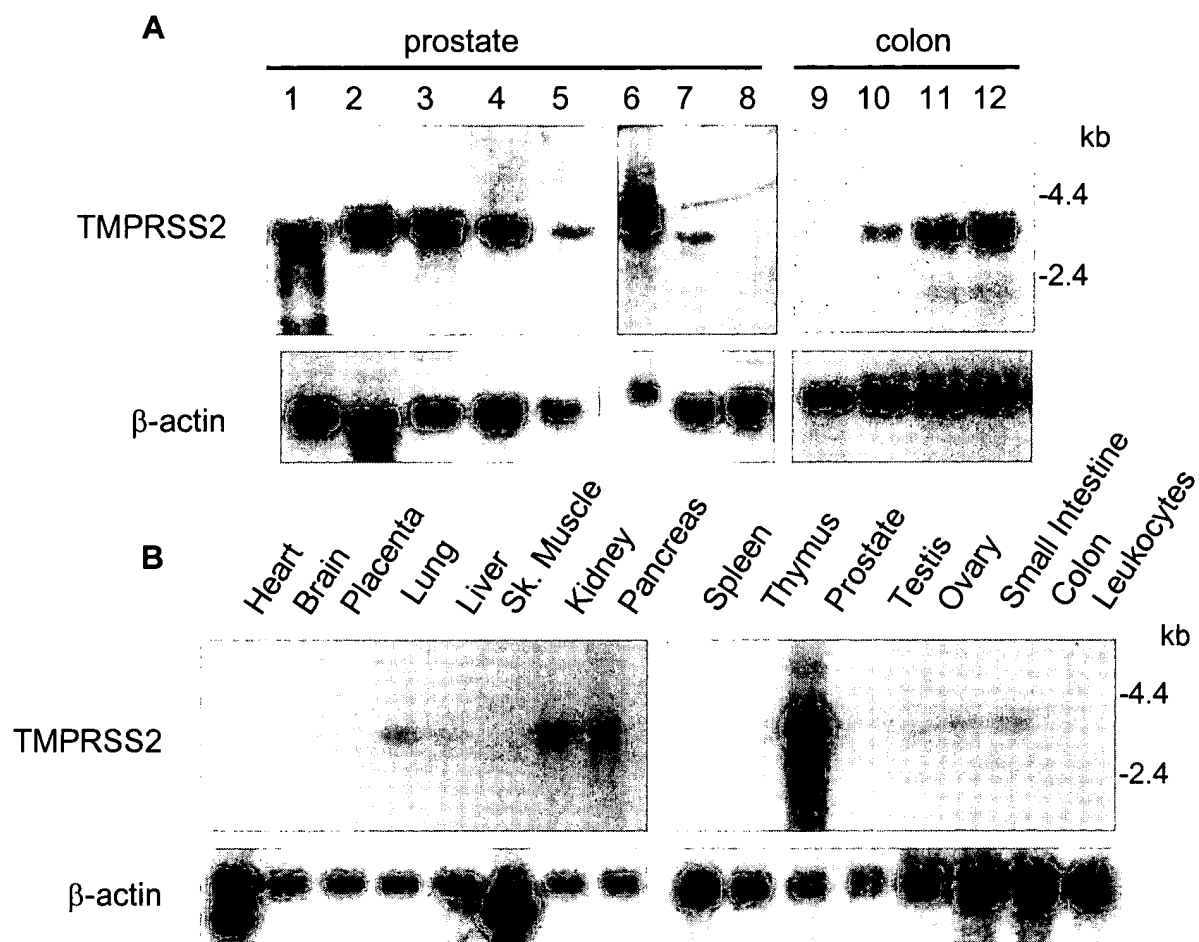 A
prostate colon
1 2 3 4 5 6 7 8 9 10 11 12
kb
-4.4
TMPRSS2
-2.4
β-actin
B
Heart Brain Placenta Lung Liver Sk. Muscle Kidney Pancreas Spleen Thymus Prostate Testis Ovary Small Intestine Colon Leukocytes
kb
-4.4
TMPRSS2
-2.4
β-actin